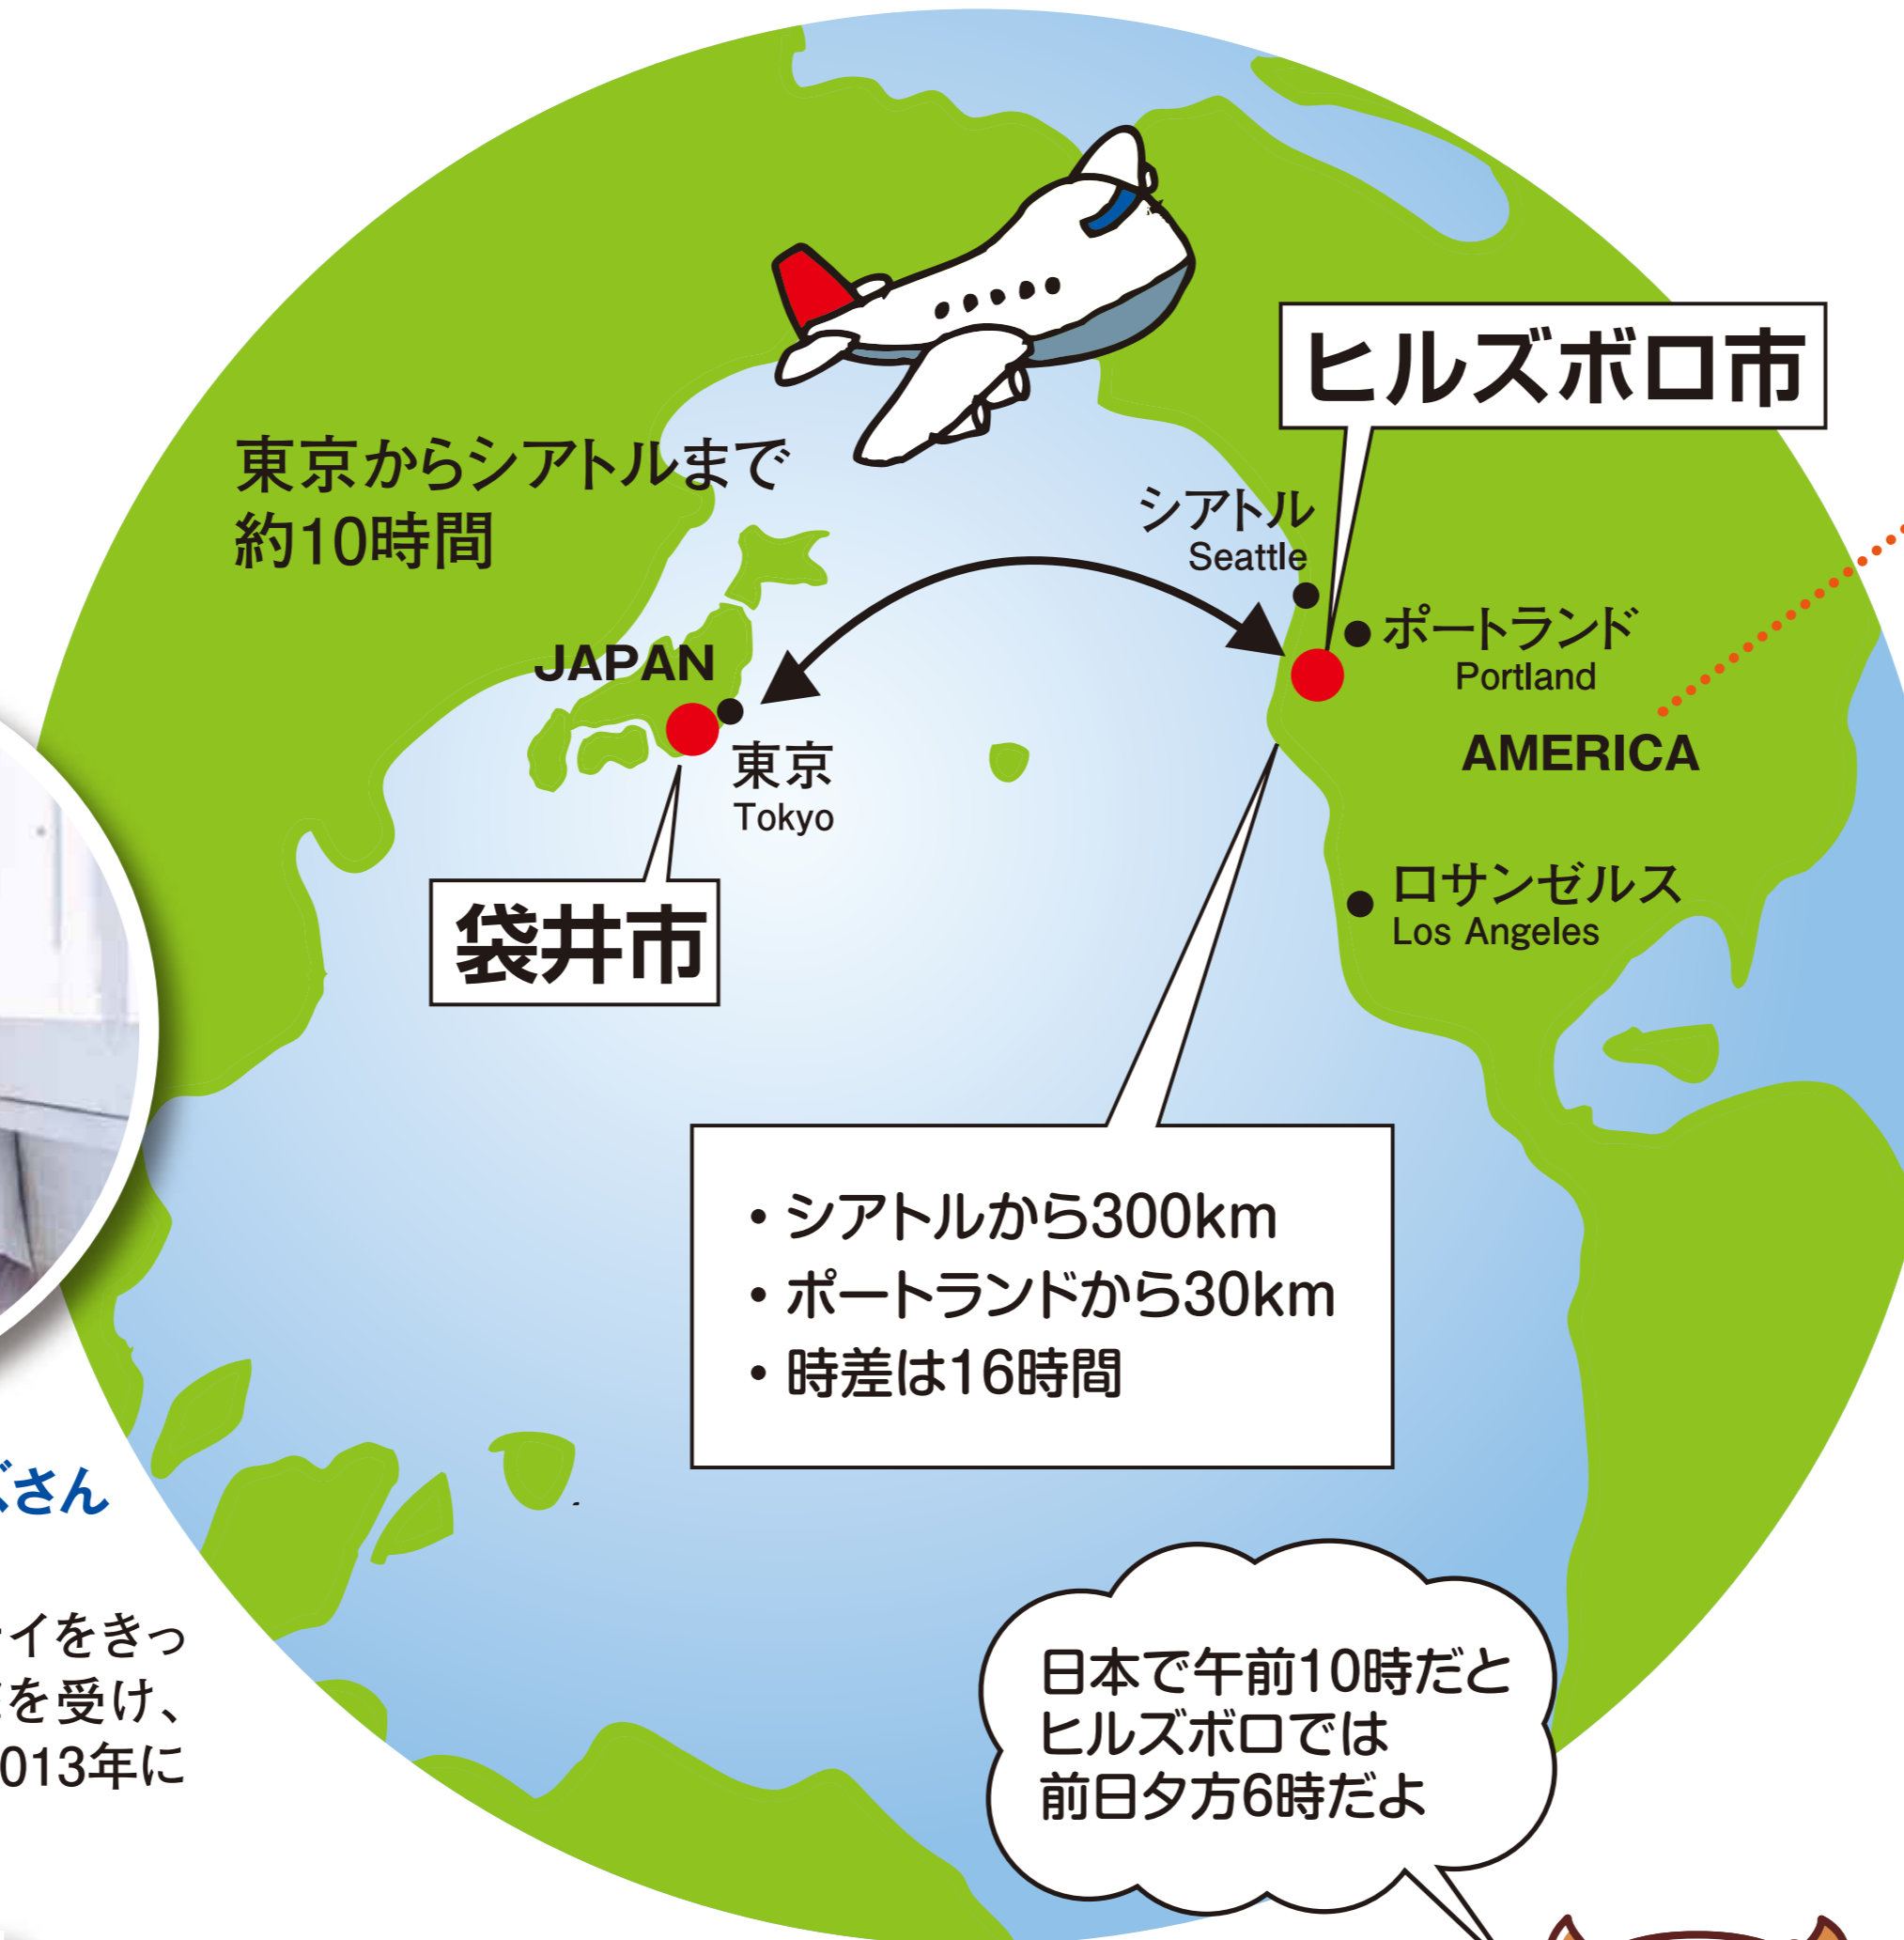 東京からシアトルまで
約10時間
ヒルズボロ市
シアトル
Seattle
ポートランド
Portland
JAPAN
AMERICA
東京
Tokyo
袋井市
ロサンゼルス
Los Angeles
・シアトルから300km
・ポートランドから30km
・時差は16時間
さん
イをきっ
を受け、
013年に
日本で午前10時だと
ヒルズボロでは
前日夕方6時だよ